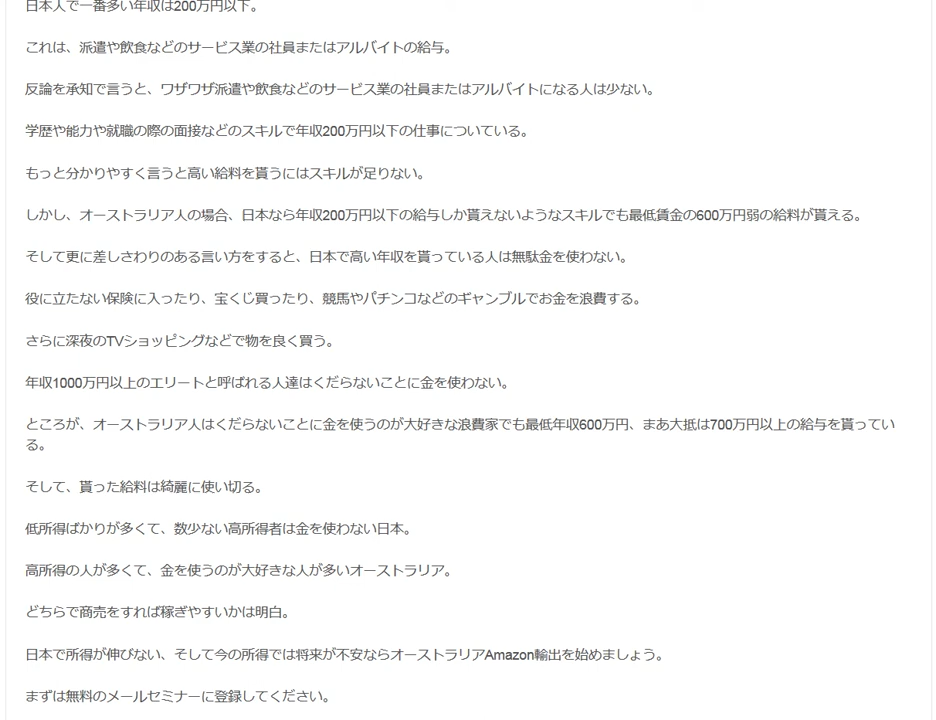 日本人で一番多い年収は200万円以下。
これは、派遣や飲食などのサービス業の社員またはアルバイトの給与。
反論を承知で言うと、ワザワザ派遣や飲食などのサービス業の社員またはアルバイトになる人は少ない。
学歴や能力や就職の際の面接などのスキルで年収200万円以下の仕事についている。
もっと分かりやすく言うと高い給料を貰うにはスキルが足りない。
しかし、オーストラリア人の場合、日本なら年収200万円以下の給与しか貰えないようなスキルでも最低賃金の600万円弱の給料が貰える。
そして更に差しさわりのある言い方をすると、日本で高い年収を貰っている人は無駄金を使わない。
役に立たない保険に入ったり、宝くじ買ったり、競馬やパチンコなどのギャンブルでお金を浪費する。
さらに深夜のTVショッピングなどで物を良く買う。
年収1000万円以上のエリートと呼ばれる人達はくだらないことに金を使わない。
ところが、オーストラリア人はくだらないことに金を使うのが大好きな浪費家でも最低年収600万円、まあ大抵は700万円以上の給与を貰ってい
る。
そして、貰った給料は綺麗に使い切る。
低所得ばかりが多くて、数少ない高所得者は金を使わない日本。
高所得の人が多くて、金を使うのが大好きな人が多いオーストラリア。
どちらで商売をすれば稼ぎやすいかは明白。
日本で所得が伸びない、そして今の所得では将来が不安ならオーストラリアAmazon輸出を始めましょう。
まずは無料のメールセミナーに登録してください。